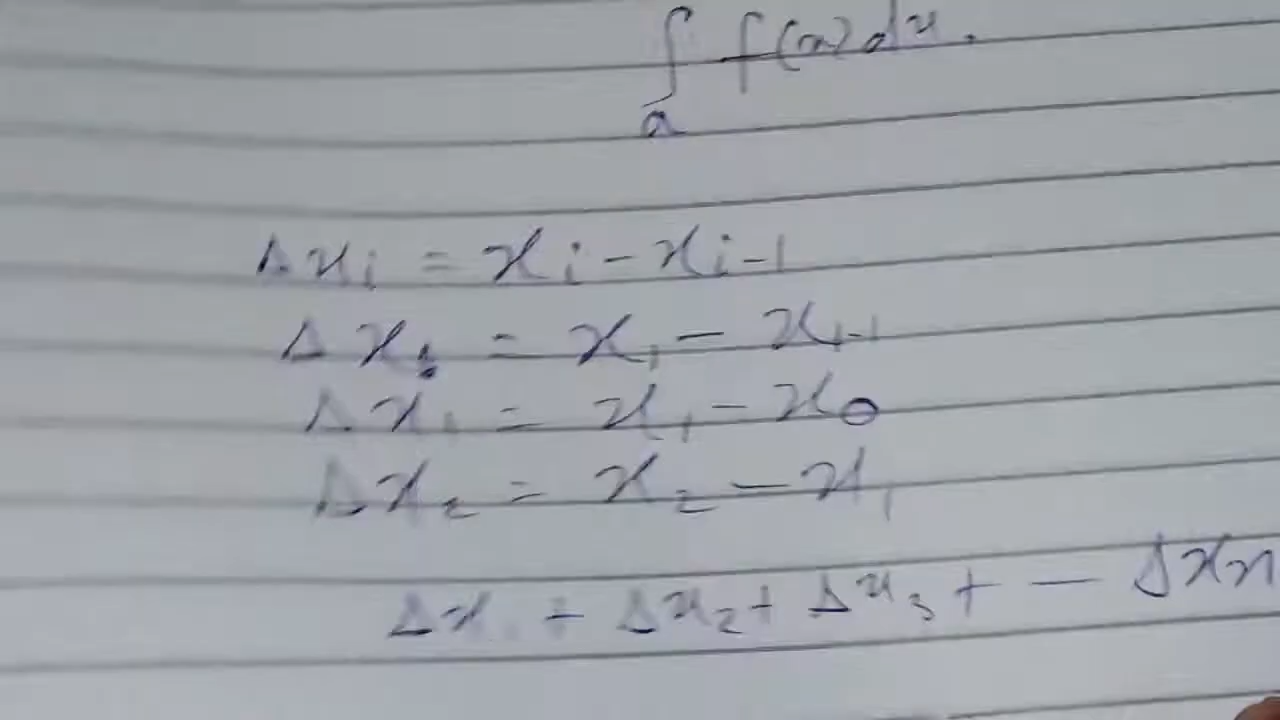 ∫ₐ f(x) dx.
Δxᵢ = xᵢ - xᵢ₋₁
Δx₁ = x₁ - x₁₋₁
Δx₁ = x₁ - x₀
Δx₂ = x₂ - x₁
Δx₁ + Δx₂ + Δx₃ + — Δxₙ